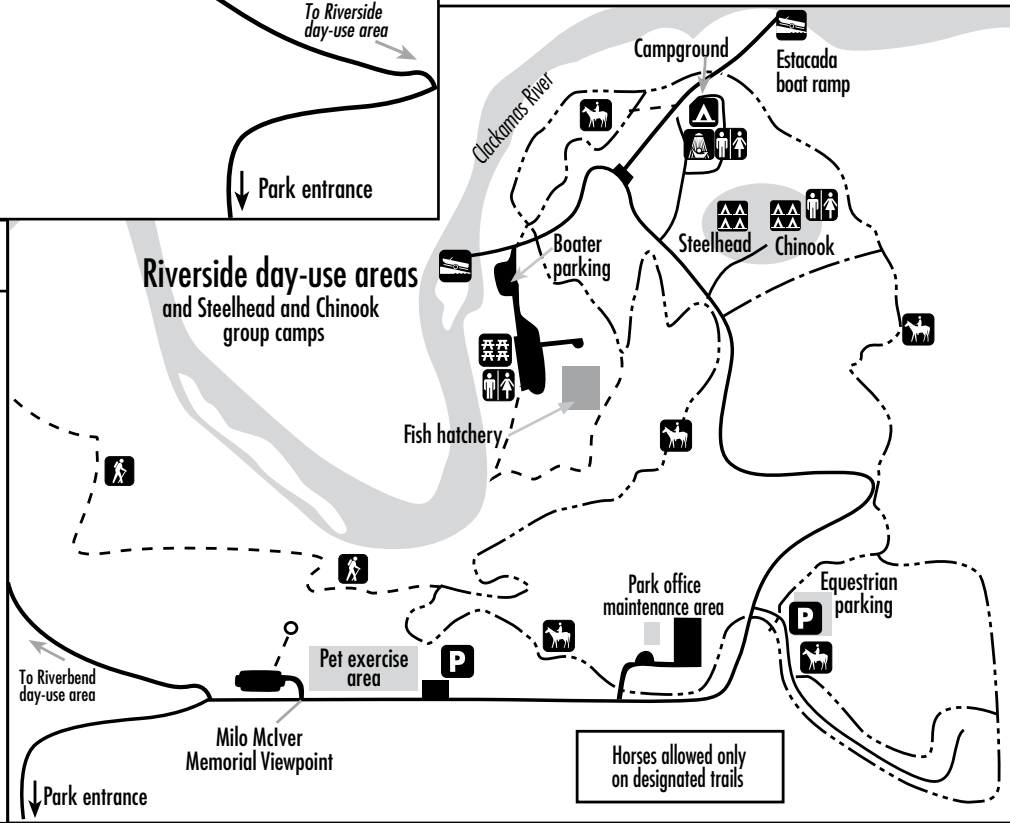 To Riverside
day-use area
Park entrance
Campground
Estacada
boat ramp
Clackamas River
Steelhead
Chinook
Boater
parking
Riverside day-use areas
and Steelhead and Chinook
group camps
Fish hatchery
Park office
maintenance area
Equestrian
parking
P
P
Pet exercise
area
To Riverbend
day-use area
Milo McIver
Memorial Viewpoint
Horses allowed only
on designated trails
Park entrance